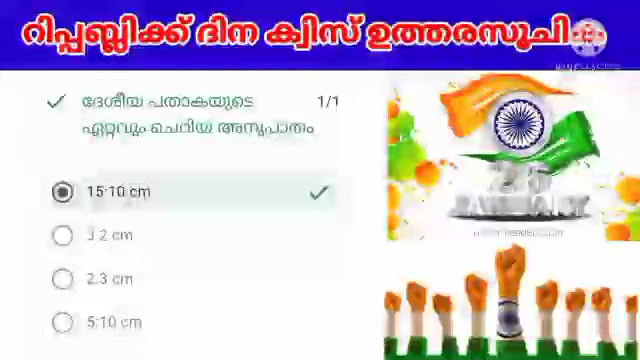 റിപ്പബ്ലിക്ക് ദിന ക്വിസ് ഉത്തരസൂചിക
ദേശീയ പതാകയുടെ 1/1
ഏറ്റവും ചെറിയ അനുപാതം
15:10 cm
3 2 cm
2.3 cm
5:10 cm